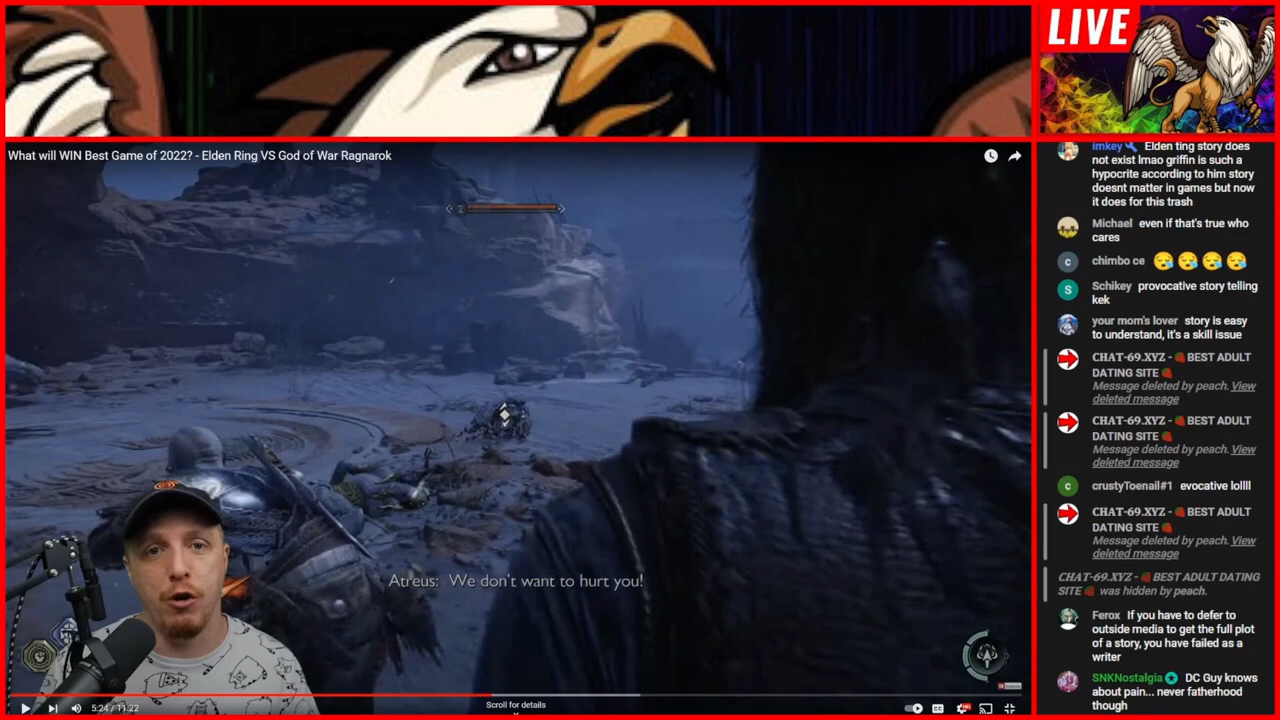 LIVE
What will WIN Best Game of 2022? - Elden Ring VS God of War Ragnarok
2
Atreus: We don't want to hurt you!
Scroll for details
5:24 / 11:22
CC
imkey Elden ting story does
not exist lmao griffin is such a
hypocrite according to him story
doesnt matter in games but now
it does for this trash
Michael even if that's true who
cares
c chimbo ce
S Schikey provocative story telling
kek
your mom's lover story is easy
to understand, it's a skill issue
CHAT-69.XYZ - BEST ADULT
DATING SITE
Message deleted by peach. View
deleted message
CHAT-69.XYZ - BEST ADULT
DATING SITE
Message deleted by peach. View
deleted message
c crustyToenail#1 evocative lollll
CHAT-69.XYZ - BEST ADULT
DATING SITE
Message deleted by peach. View
deleted message
CHAT-69.XYZ - BEST ADULT DATING
SITE was hidden by peach.
Ferox If you have to defer to
outside media to get the full plot
of a story, you have failed as a
writer
SNKNostalgia DC Guy knows
about pain... never fatherhood
though